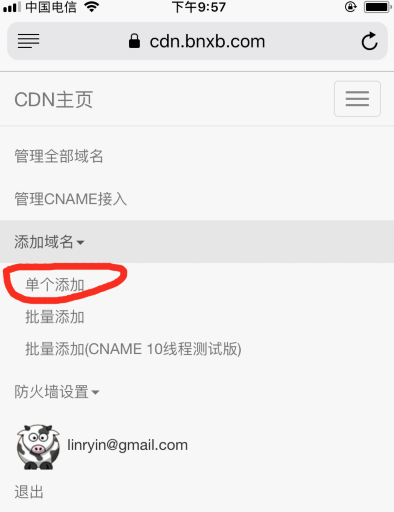 中国电信 下午9:57
cdn.bnxb.com
CDN主页
管理全部域名
管理CNAME接入
添加域名
单个添加
批量添加
批量添加(CNAME 10线程测试版)
防火墙设置
linryin@gmail.com
退出